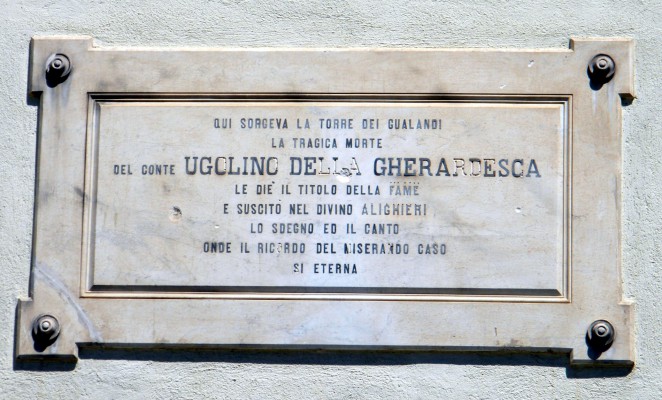 QUI SORGEVA LA TORRE DEI GUALANDI
LA TRAGICA MORTE
DEL CONTE UGOLINO DELLA GHERARDESCA
LE DIE' IL TITOLO DELLA FAME
E SUSCITÒ NEL DIVINO ALIGHIERI
LO SDEGNO ED IL CANTO
ONDE IL RICORDO DEL MISERANDO CASO
SI ETERNA